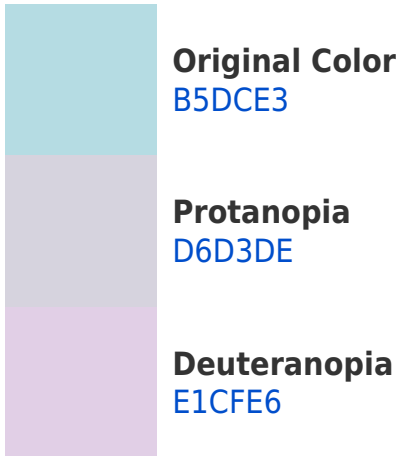 Original Color
B5DCE3
Protanopia
D6D3DE
Deuteranopia
E1CFE6